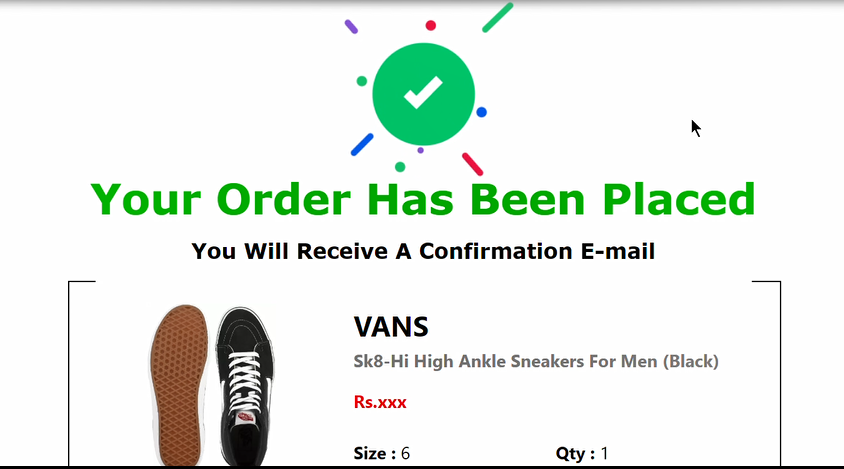 Your Order Has Been Placed
You Will Receive A Confirmation E-mail
VANS
Sk8-Hi High Ankle Sneakers For Men (Black)
Rs.xxx
Size : 6 Qty : 1